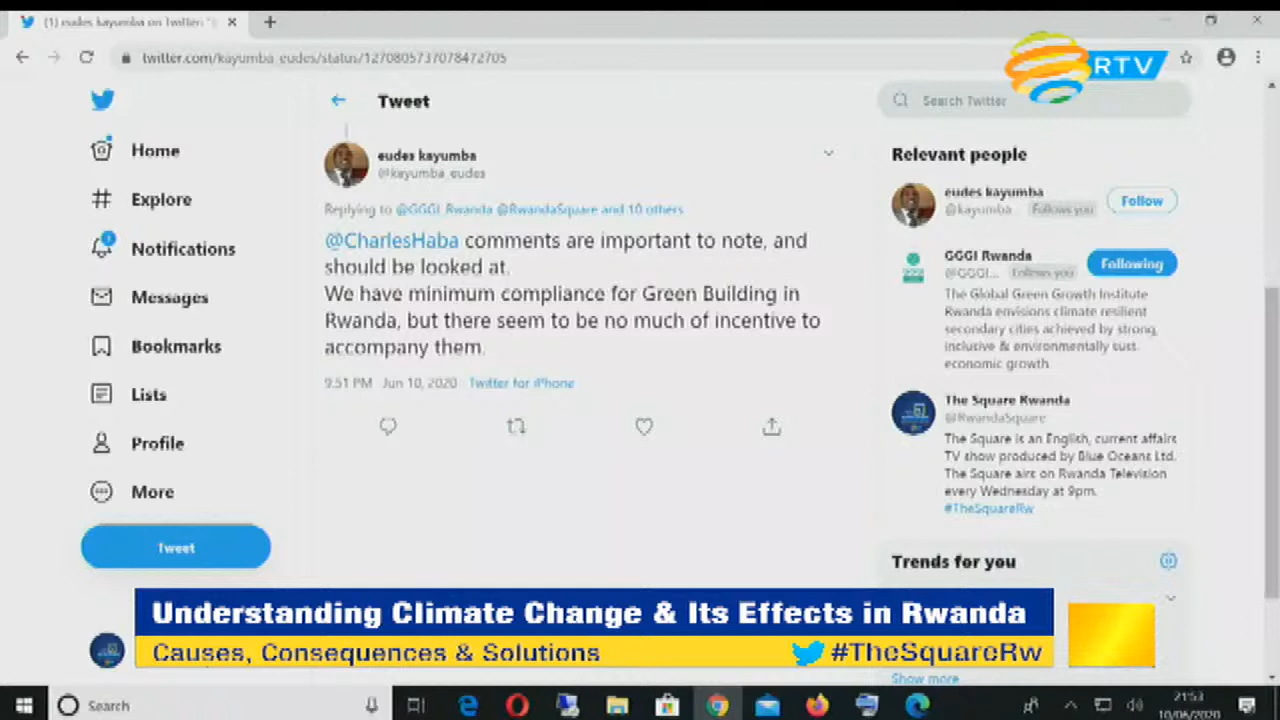 (1) eudes kayumba on Twitter: "
twitter.com/kayumba_eudes/status/1270805737078472705
RTV
Home
Explore
Notifications
Messages
Bookmarks
Lists
Profile
More
Tweet
Tweet
eudes kayumba
@kayumba_eudes
Replying to @GGGI_Rwanda @RwandaSquare and 10 others
@CharlesHaba comments are important to note, and
should be looked at.
We have minimum compliance for Green Building in
Rwanda, but there seem to be no much of incentive to
accompany them.
9:51 PM · Jun 10, 2020 · Twitter for iPhone
Search Twitter
Relevant people
eudes kayumba
@kayumba Follows you
Follow
GGGI Rwanda
@GGGI... Follows you
Following
The Global Green Growth Institute
Rwanda envisions climate resilient
secondary cities achieved by strong,
inclusive & environmentally sust.
economic growth.
The Square Rwanda
@RwandaSquare
The Square is an English, current affairs
TV show produced by Blue Oceans Ltd.
The Square airs on Rwanda Television
every Wednesday at 9pm.
#TheSquareRw
Trends for you
Show more
Understanding Climate Change & Its Effects in Rwanda
Causes, Consequences & Solutions
#TheSquareRw
Search
21:53
10/06/2020